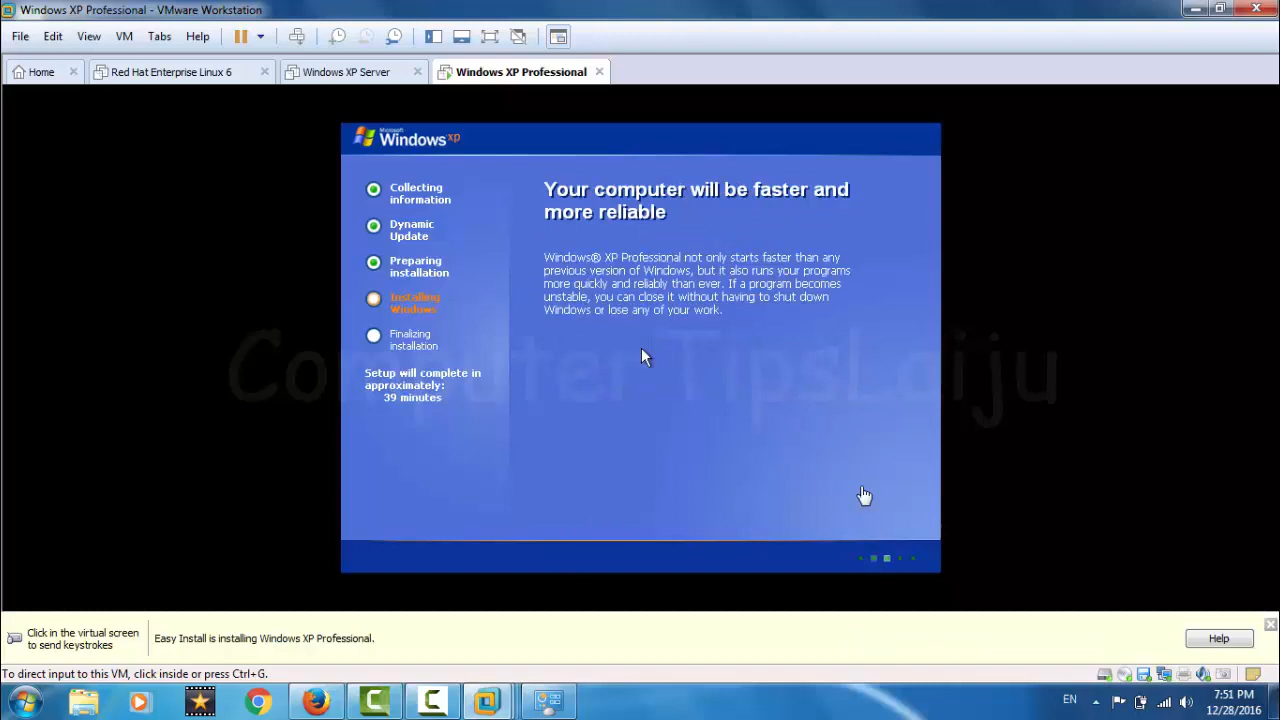 Windows XP Professional - VMware Workstation
File Edit View VM Tabs Help
Home Red Hat Enterprise Linux 6 Windows XP Server Windows XP Professional
Microsoft
Windows xp
Collecting
information
Dynamic
Update
Preparing
installation
Installing
Windows
Finalizing
installation
Setup will complete in
approximately:
39 minutes
Your computer will be faster and
more reliable
Windows® XP Professional not only starts faster than any
previous version of Windows, but it also runs your programs
more quickly and reliably than ever. If a program becomes
unstable, you can close it without having to shut down
Windows or lose any of your work.
Computer TipsLaiju
Click in the virtual screen
to send keystrokes
Easy Install is installing Windows XP Professional.
Help
To direct input to this VM, click inside or press Ctrl+G.
EN
7:51 PM
12/28/2016